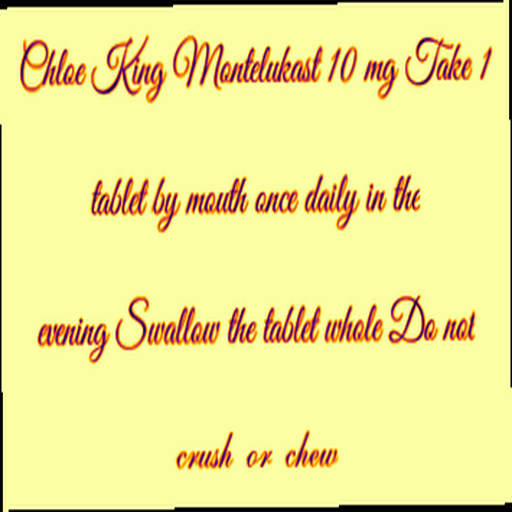 Chloe King Montelukast 10 mg Take 1
tablet by mouth once daily in the
evening Swallow the tablet whole Do not
crush or chew